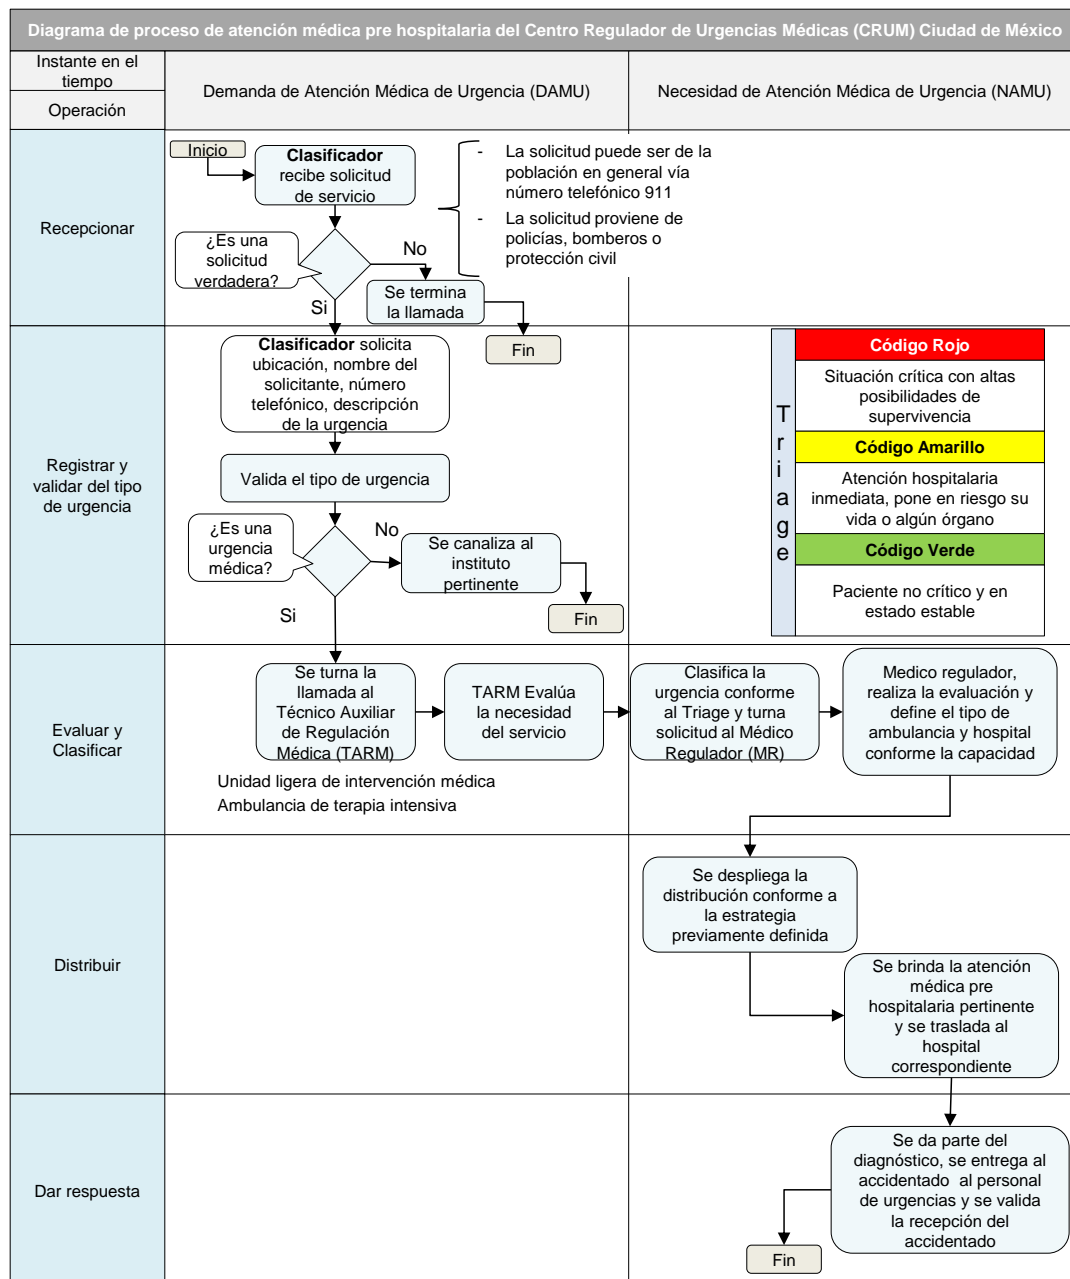 Diagrama de proceso de atención médica pre hospitalaria del Centro Regulador de Urgencias Médicas (CRUM) Ciudad de México
Instante en el
tiempo
Operación
Demanda de Atención Médica de Urgencia (DAMU)
Necesidad de Atención Médica de Urgencia (NAMU)
Recepcionar
Inicio
Clasificador
recibe solicitud
de servicio
- La solicitud puede ser de la
población en general vía
número telefónico 911
- La solicitud proviene de
policías, bomberos o
protección civil
¿Es una
solicitud
verdadera?
No
Se termina
la llamada
Si
Fin
Registrar y
validar del tipo
de urgencia
Clasificador solicita
ubicación, nombre del
solicitante, número
telefónico, descripción
de la urgencia
Valida el tipo de urgencia
¿Es una
urgencia
médica?
No
Se canaliza al
instituto
pertinente
Si
Fin
Triage
Código Rojo
Situación crítica con altas
posibilidades de
supervivencia
Código Amarillo
Atención hospitalaria
inmediata, pone en riesgo su
vida o algún órgano
Código Verde
Paciente no crítico y en
estado estable
Evaluar y
Clasificar
Se turna la
llamada al
Técnico Auxiliar
de Regulación
Médica (TARM)
TARM Evalúa
la necesidad
del servicio
Clasifica la
urgencia conforme
al Triage y turna
solicitud al Médico
Regulador (MR)
Medico regulador,
realiza la evaluación y
define el tipo de
ambulancia y hospital
conforme la capacidad
Unidad ligera de intervención médica
Ambulancia de terapia intensiva
Distribuir
Se despliega la
distribución conforme a
la estrategia
previamente definida
Se brinda la atención
médica pre
hospitalaria pertinente
y se traslada al
hospital
correspondiente
Dar respuesta
Se da parte del
diagnóstico, se entrega al
accidentado al personal
de urgencias y se valida
la recepción del
accidentado
Fin